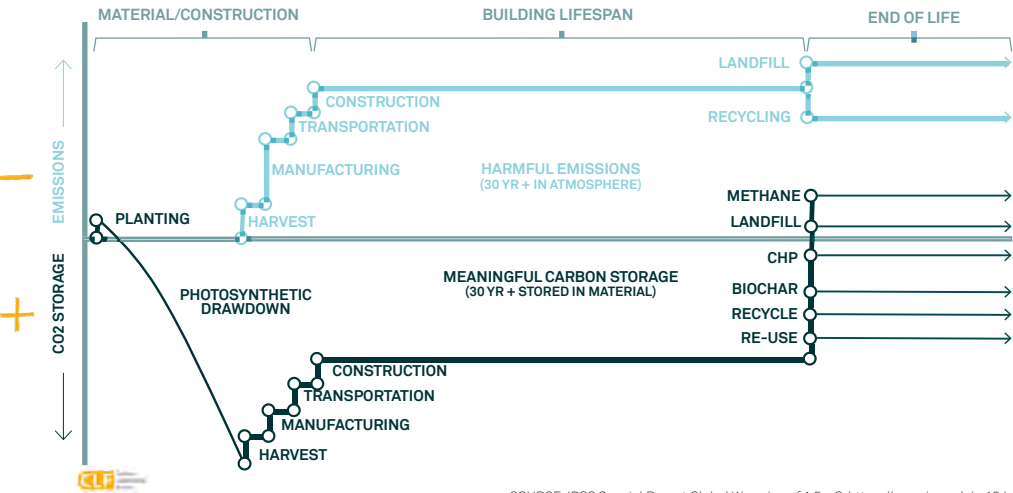 MATERIAL/CONSTRUCTION
BUILDING LIFESPAN
END OF LIFE
LANDFILL
CONSTRUCTION
RECYCLING
TRANSPORTATION
EMISSIONS
MANUFACTURING
HARMFUL EMISSIONS
(30 YR + IN ATMOSPHERE)
METHANE
PLANTING
HARVEST
LANDFILL
CHP
CO2 STORAGE
MEANINGFUL CARBON STORAGE
(30 YR + STORED IN MATERIAL)
PHOTOSYNTHETIC
DRAWDOWN
BIOCHAR
RECYCLE
RE-USE
CONSTRUCTION
TRANSPORTATION
MANUFACTURING
HARVEST
CLF